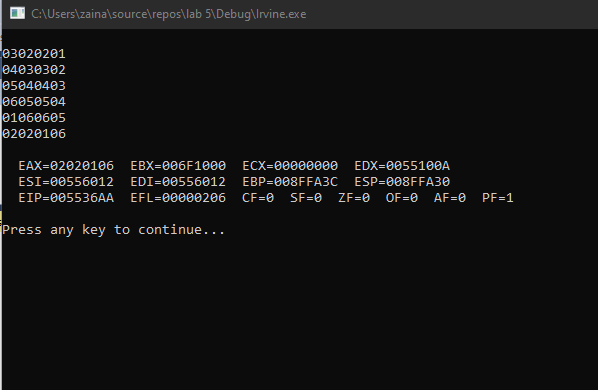 C:\Users\zaina\source\repos\lab 5\Debug\Irvine.exe
03020201
04030302
05040403
06050504
01060605
02020106
EAX=02020106 EBX=006F1000 ECX=00000000 EDX=0055100A
ESI=00556012 EDI=00556012 EBP=008FFA3C ESP=008FFA30
EIP=005536AA EFL=00000206 CF=0 SF=0 ZF=0 OF=0 AF=0 PF=1
Press any key to continue...